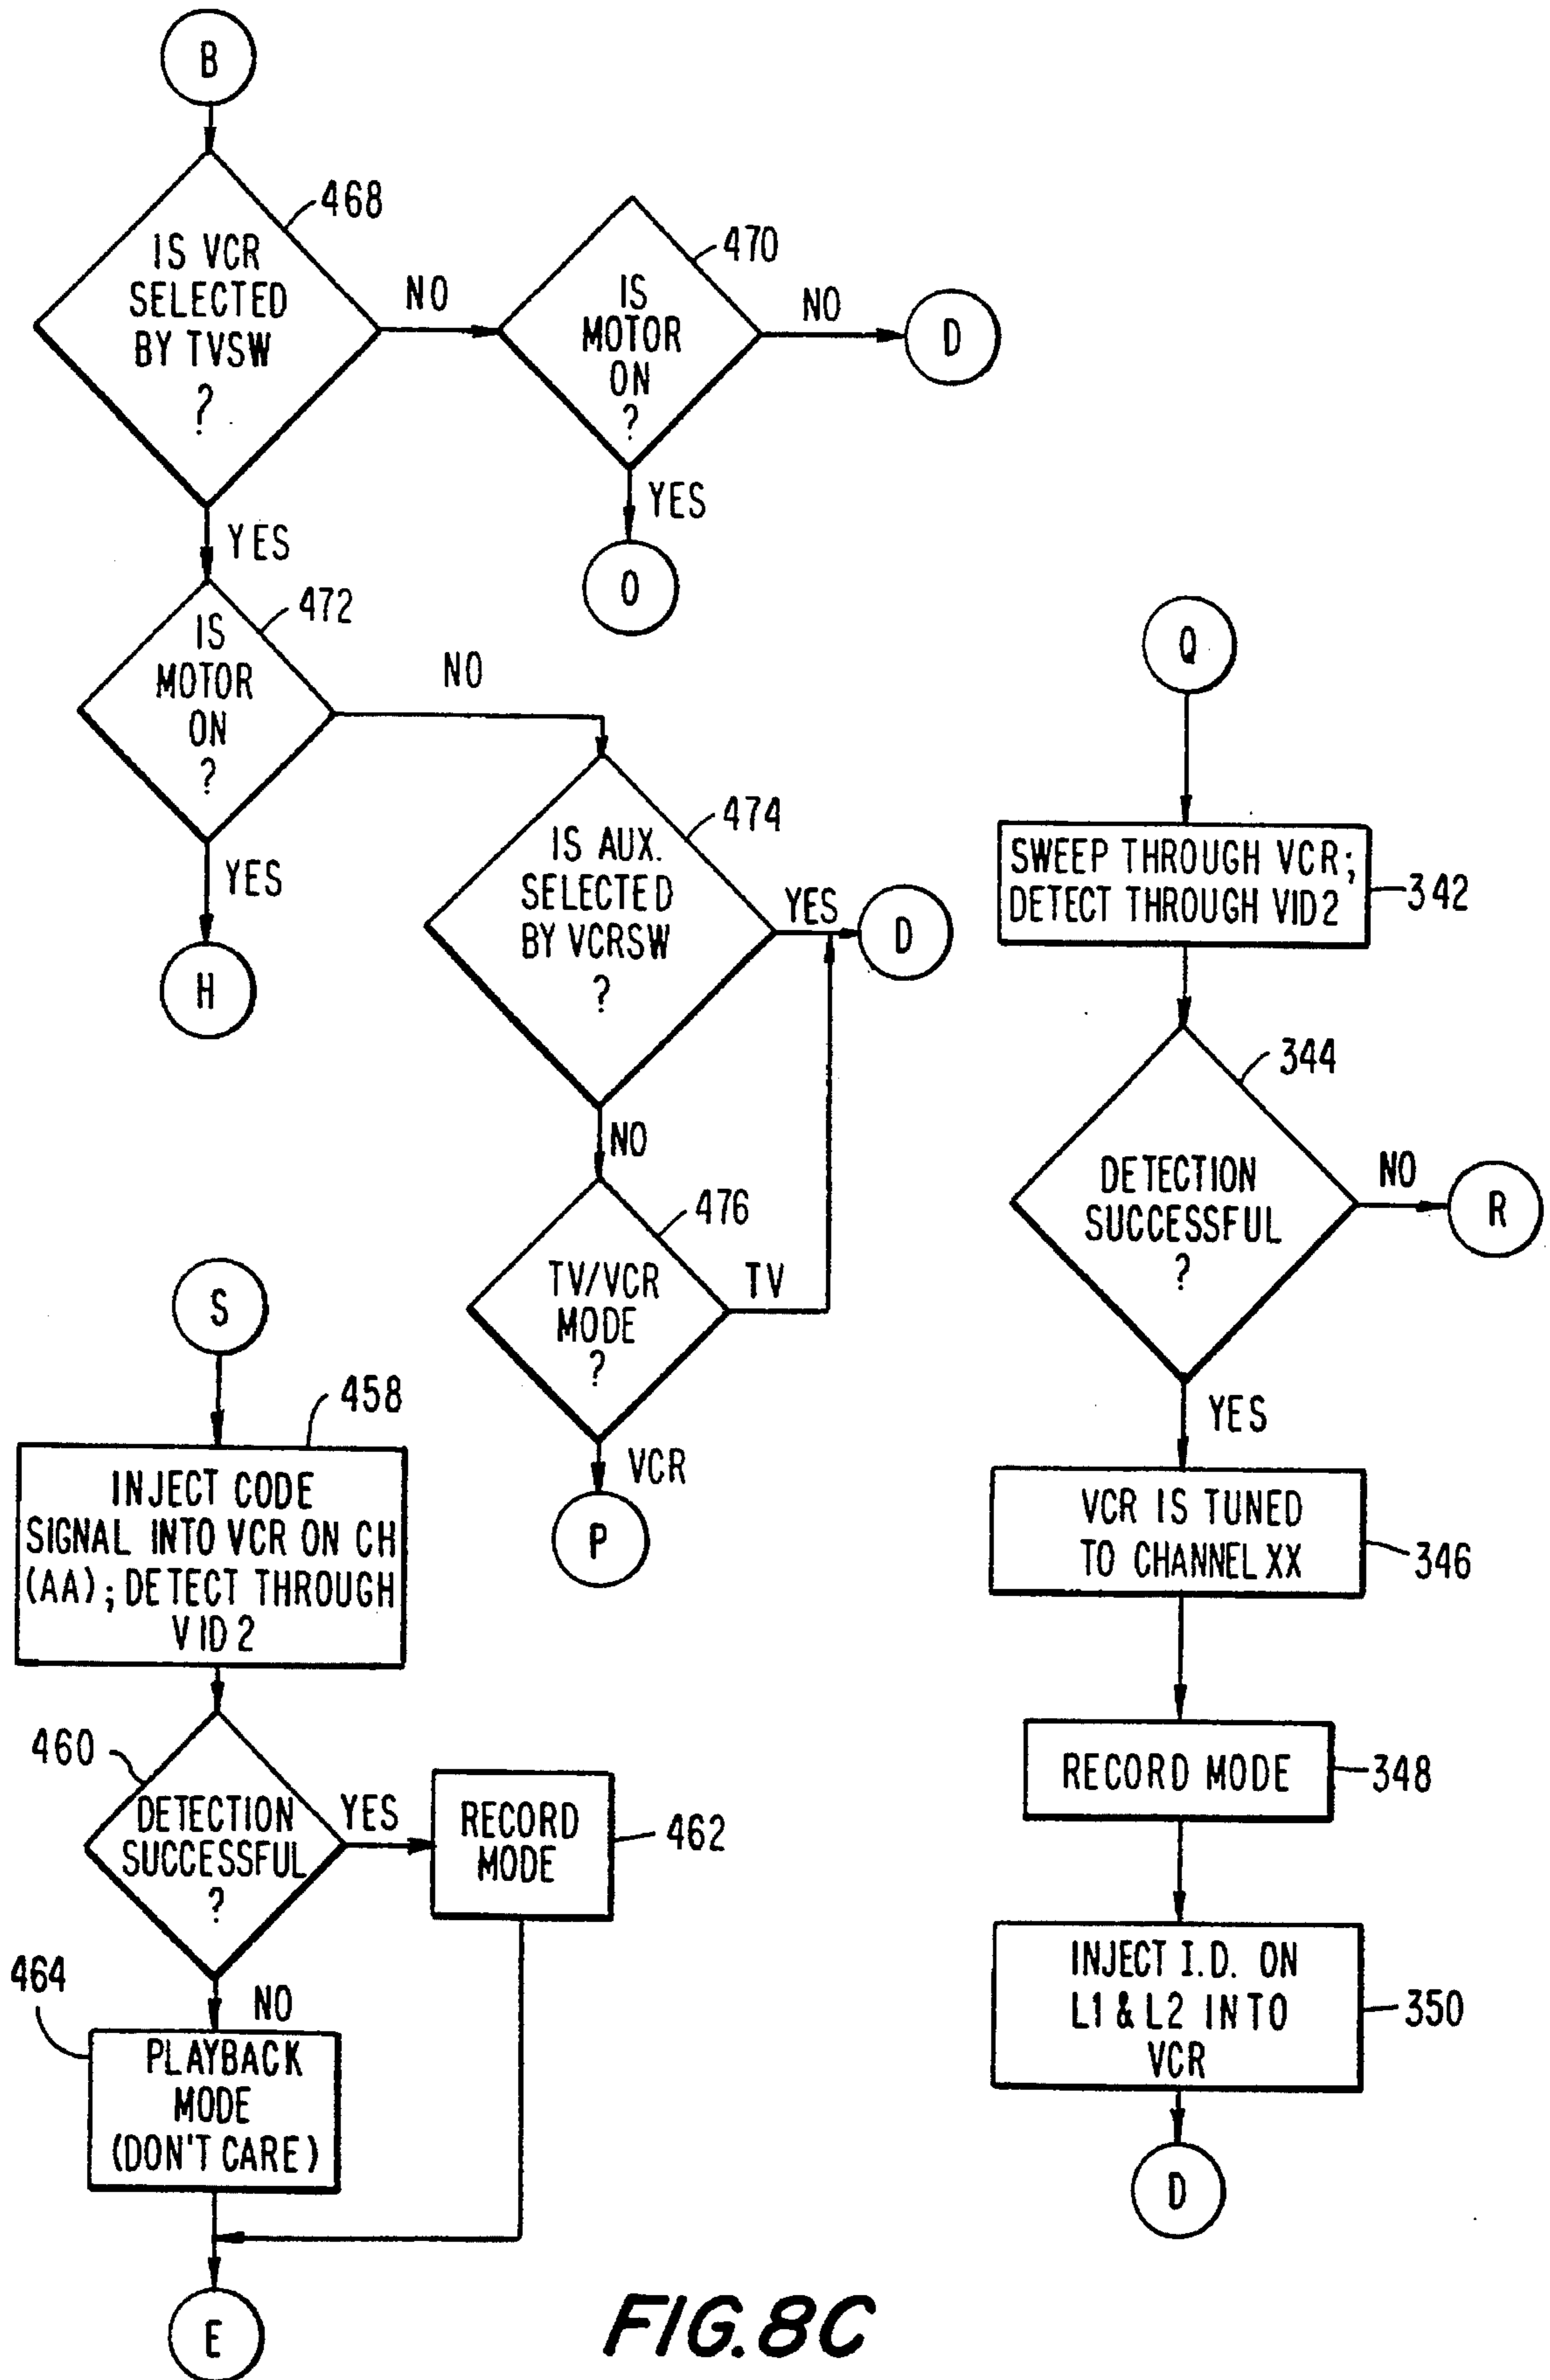 B
468
IS VCR
SELECTED
BY TVSW
?
NO
470
IS
MOTOR
ON
?
NO
D
YES
O
YES
472
IS
MOTOR
ON
?
NO
YES
H
474
IS AUX.
SELECTED
BY VCRSW
?
YES
D
NO
476
TV/VCR
MODE
?
TV
VCR
P
S
458
INJECT CODE
SIGNAL INTO VCR ON CH
(AA); DETECT THROUGH
VID2
460
DETECTION
SUCCESSFUL
?
YES
RECORD
MODE
462
464
NO
PLAYBACK
MODE
(DON'T CARE)
E
Q
SWEEP THROUGH VCR;
DETECT THROUGH VID2
342
344
DETECTION
SUCCESSFUL
?
NO
R
YES
VCR IS TUNED
TO CHANNEL XX
346
RECORD MODE
348
INJECT I.D. ON
L1 & L2 INTO
VCR
350
D
FIG.8C